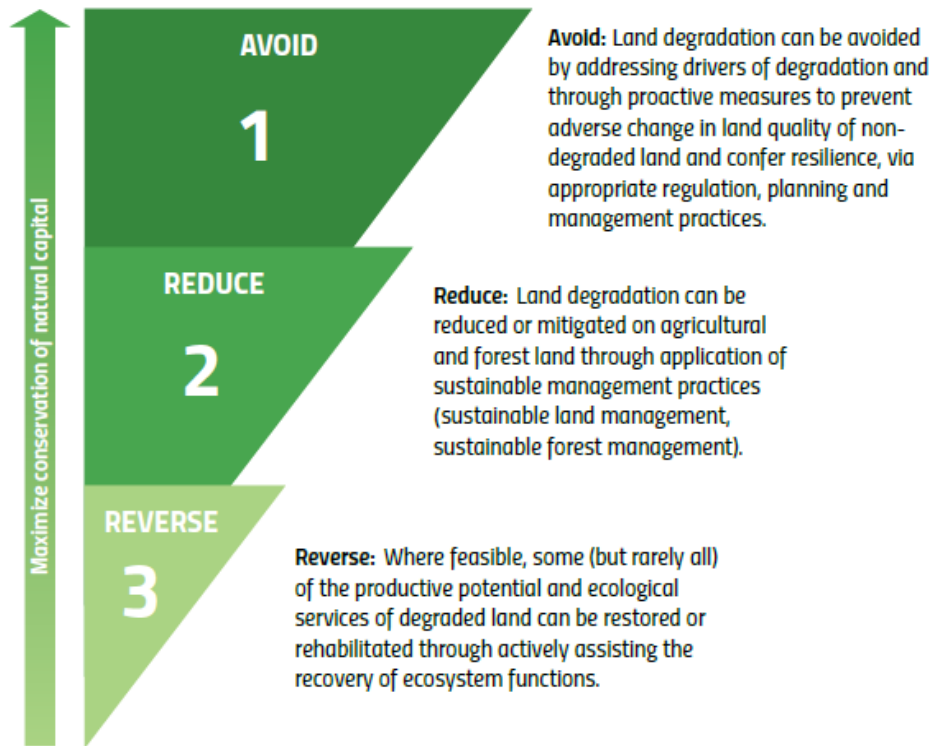 Maximize conservation of natural capital
AVOID
1
Avoid: Land degradation can be avoided
by addressing drivers of degradation and
through proactive measures to prevent
adverse change in land quality of non-
degraded land and confer resilience, via
appropriate regulation, planning and
management practices.
REDUCE
2
Reduce: Land degradation can be
reduced or mitigated on agricultural
and forest land through application of
sustainable management practices
(sustainable land management,
sustainable forest management).
REVERSE
3
Reverse: Where feasible, some (but rarely all)
of the productive potential and ecological
services of degraded land can be restored or
rehabilitated through actively assisting the
recovery of ecosystem functions.